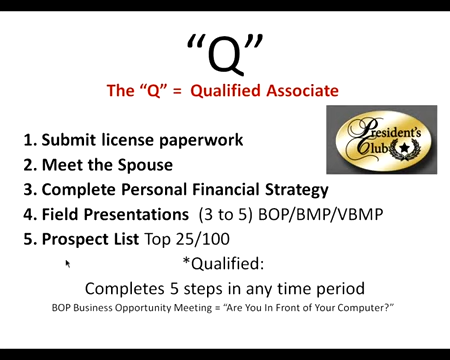 “Q”
The “Q” = Qualified Associate
President's
Club
1. Submit license paperwork
2. Meet the Spouse
3. Complete Personal Financial Strategy
4. Field Presentations (3 to 5) BOP/BMP/VBMP
5. Prospect List Top 25/100
*Qualified:
Completes 5 steps in any time period
BOP Business Opportunity Meeting = “Are You In Front of Your Computer?”